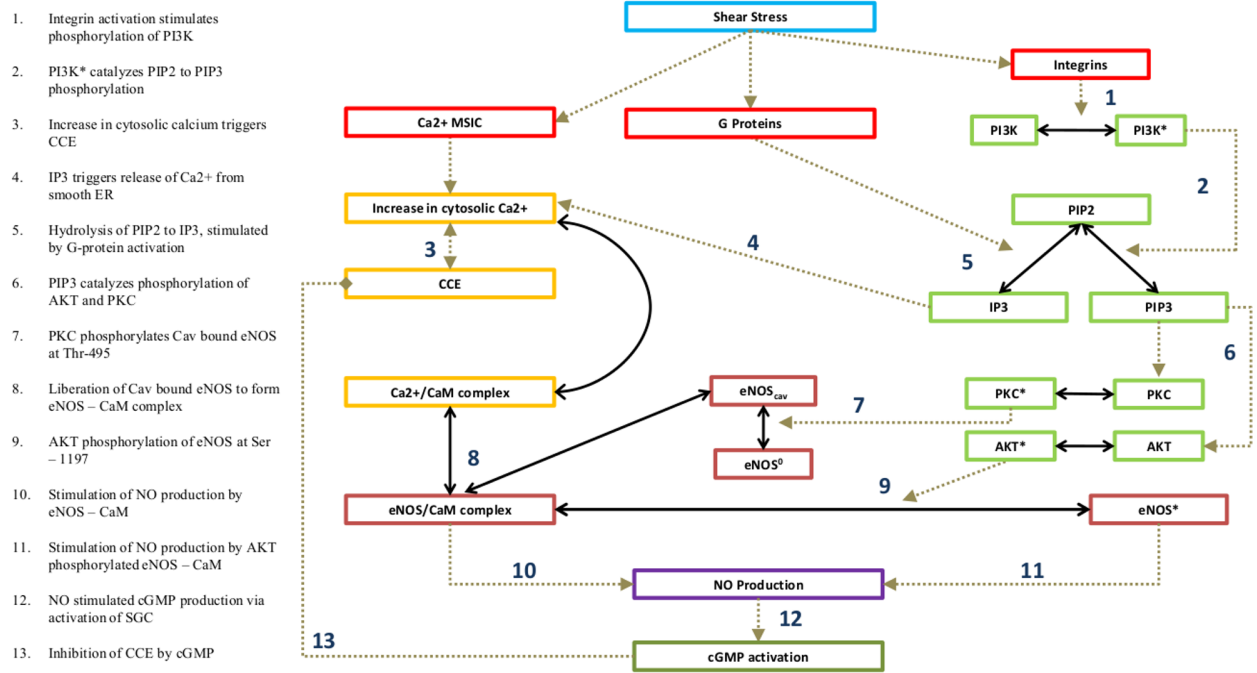 1. Integrin activation stimulates
phosphorylation of PI3K
2. PI3K* catalyzes PIP2 to PIP3
phosphorylation
3. Increase in cytosolic calcium triggers
CCE
4. IP3 triggers release of Ca2+ from
smooth ER
5. Hydrolysis of PIP2 to IP3, stimulated
by G-protein activation
6. PIP3 catalyzes phosphorylation of
AKT and PKC
7. PKC phosphorylates Cav bound eNOS
at Thr-495
8. Liberation of Cav bound eNOS to form
eNOS – CaM complex
9. AKT phosphorylation of eNOS at Ser
– 1197
10. Stimulation of NO production by
eNOS – CaM
11. Stimulation of NO production by AKT
phosphorylated eNOS – CaM
12. NO stimulated cGMP production via
activation of SGC
13. Inhibition of CCE by cGMP
Shear Stress
Integrins
1
Ca2+ MSIC
G Proteins
PI3K
PI3K*
2
Increase in cytosolic Ca2+
PIP2
3
4
5
CCE
IP3
PIP3
6
Ca2+/CaM complex
eNOScav
PKC*
PKC
7
AKT*
AKT
8
eNOS⁰
9
eNOS/CaM complex
eNOS*
10
NO Production
11
12
13
cGMP activation